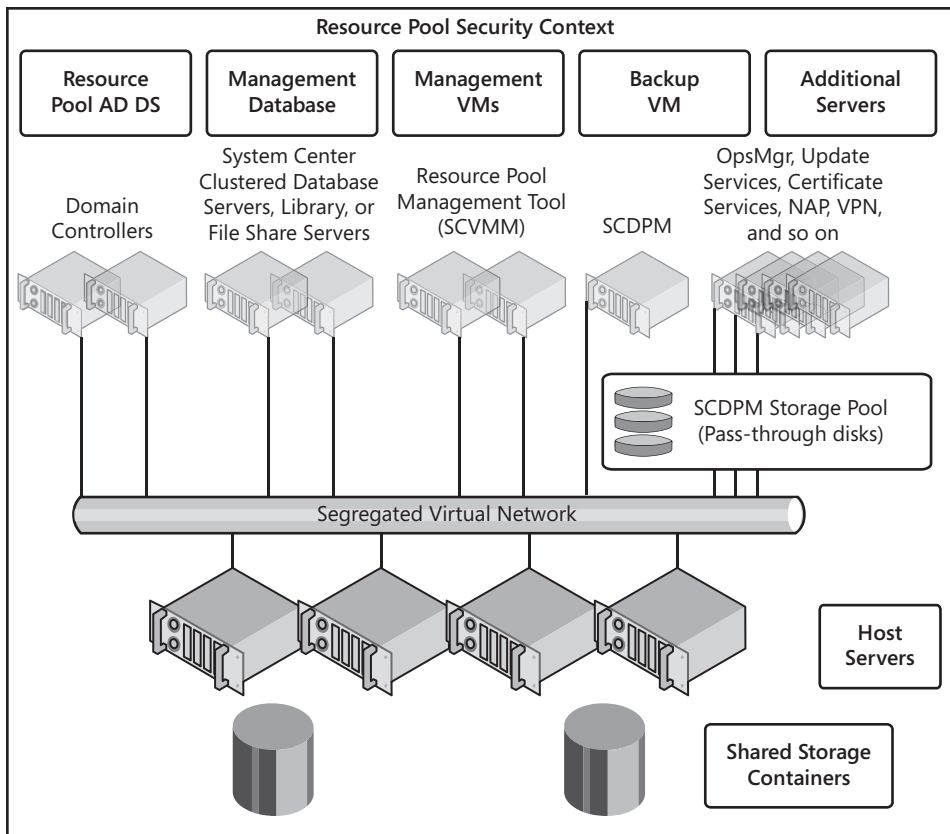 Resource Pool Security Context
Resource
Pool AD DS
Management
Database
Management
VMs
Backup
VM
Additional
Servers
Domain
Controllers
System Center
Clustered Database
Servers, Library, or
File Share Servers
Resource Pool
Management Tool
(SCVMM)
SCDPM
OpsMgr, Update
Services, Certificate
Services, NAP, VPN,
and so on
SCDPM Storage Pool
(Pass-through disks)
Segregated Virtual Network
Host
Servers
Shared Storage
Containers